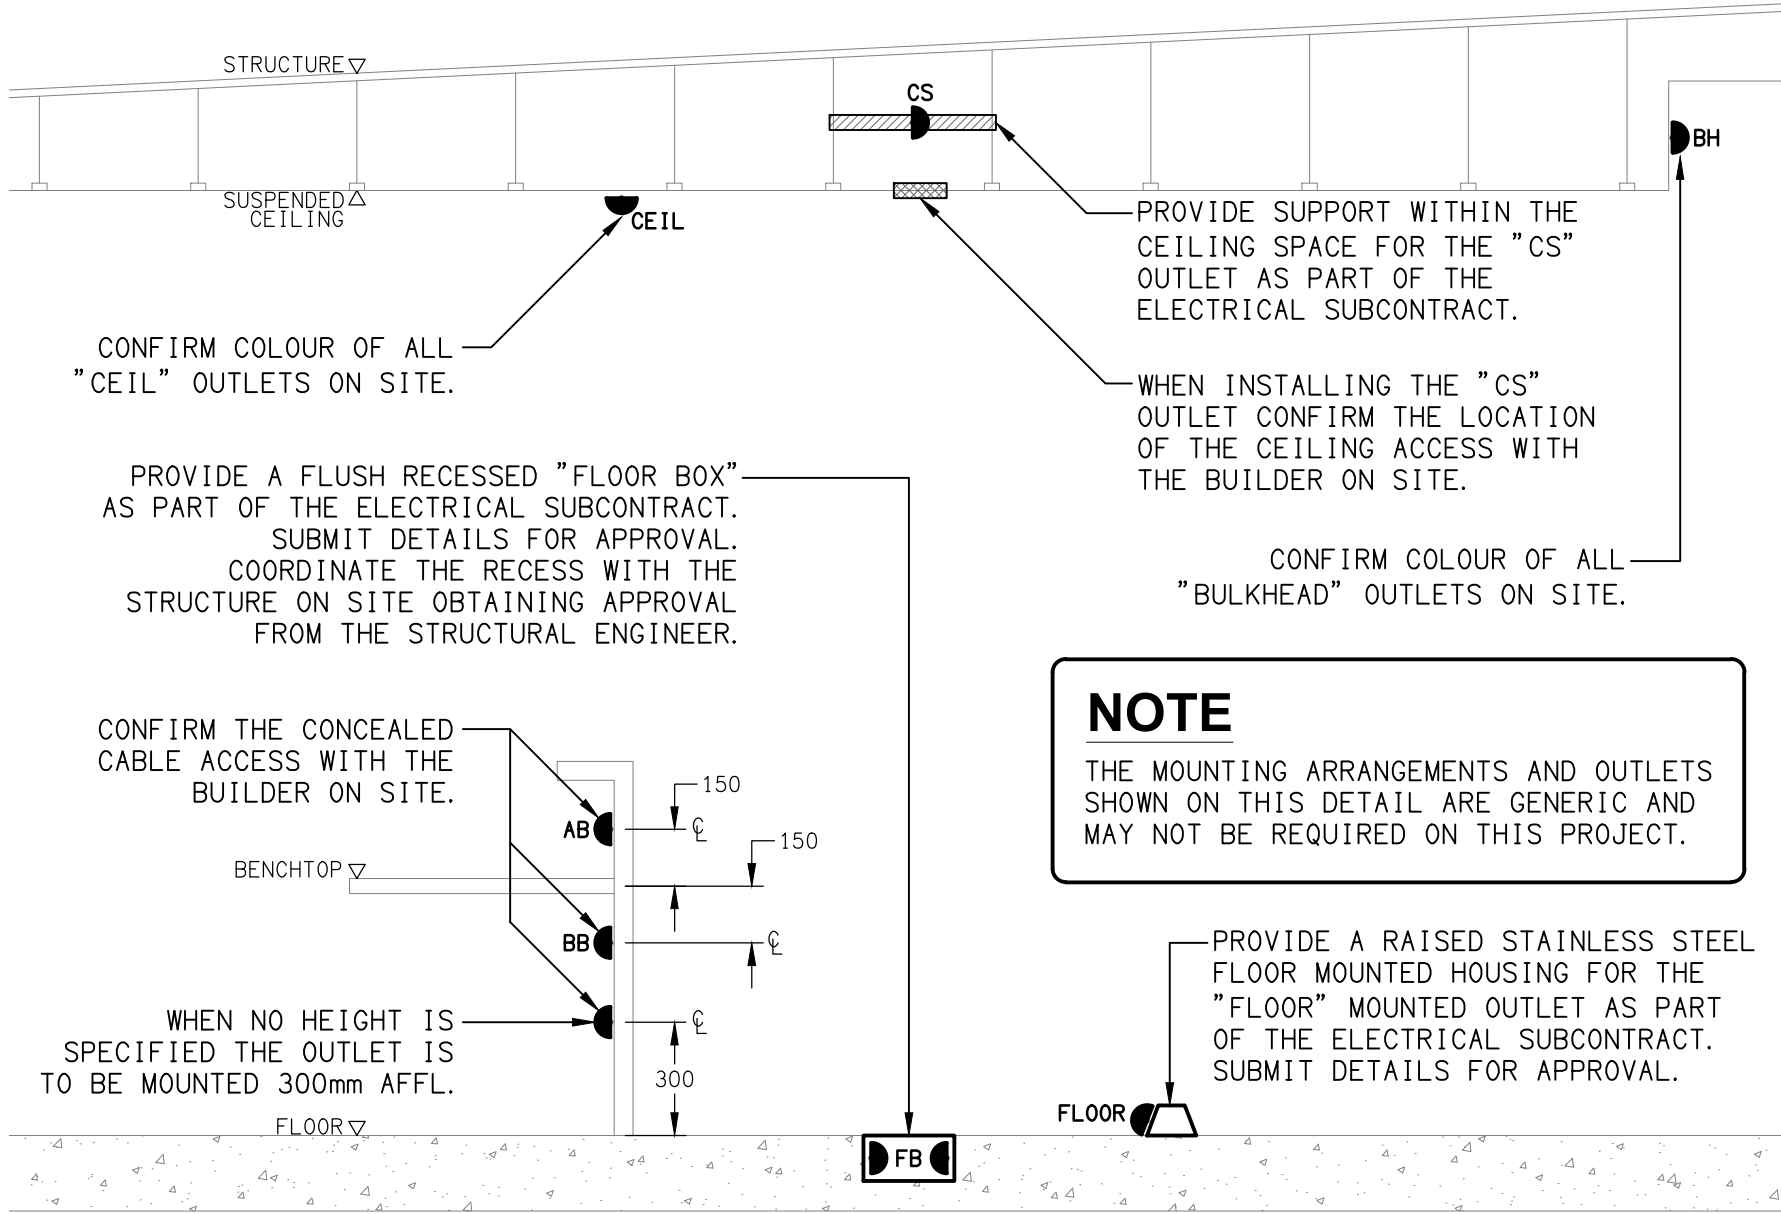 STRUCTURE
CS
BH
SUSPENDED
CEILING
CEIL
PROVIDE SUPPORT WITHIN THE
CEILING SPACE FOR THE "CS"
OUTLET AS PART OF THE
ELECTRICAL SUBCONTRACT.
CONFIRM COLOUR OF ALL
"CEIL" OUTLETS ON SITE.
WHEN INSTALLING THE "CS"
OUTLET CONFIRM THE LOCATION
OF THE CEILING ACCESS WITH
THE BUILDER ON SITE.
PROVIDE A FLUSH RECESSED "FLOOR BOX"
AS PART OF THE ELECTRICAL SUBCONTRACT.
SUBMIT DETAILS FOR APPROVAL.
COORDINATE THE RECESS WITH THE
STRUCTURE ON SITE OBTAINING APPROVAL
FROM THE STRUCTURAL ENGINEER.
CONFIRM COLOUR OF ALL
"BULKHEAD" OUTLETS ON SITE.
NOTE
THE MOUNTING ARRANGEMENTS AND OUTLETS
SHOWN ON THIS DETAIL ARE GENERIC AND
MAY NOT BE REQUIRED ON THIS PROJECT.
CONFIRM THE CONCEALED
CABLE ACCESS WITH THE
BUILDER ON SITE.
150
AB
℄
150
BENCHTOP
BB
℄
WHEN NO HEIGHT IS
SPECIFIED THE OUTLET IS
TO BE MOUNTED 300mm AFFL.
℄
300
PROVIDE A RAISED STAINLESS STEEL
FLOOR MOUNTED HOUSING FOR THE
"FLOOR" MOUNTED OUTLET AS PART
OF THE ELECTRICAL SUBCONTRACT.
SUBMIT DETAILS FOR APPROVAL.
FLOOR
FLOOR
FB